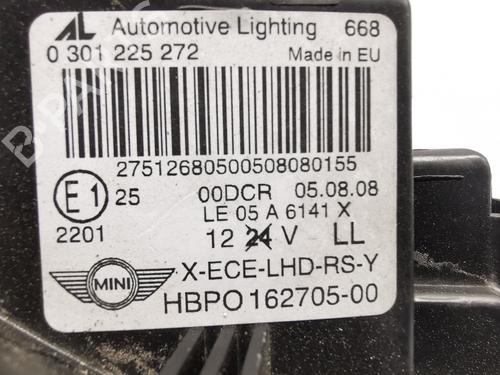 AL Automotive Lighting 668
0 301 225 272 Made in EU
27512680500508080155
E1 25 00DCR 05.08.08
LE 05 A 6141 X
2201 12 24 V LL
X-ECE-LHD-RS-Y
MINI HBPO 162705-00